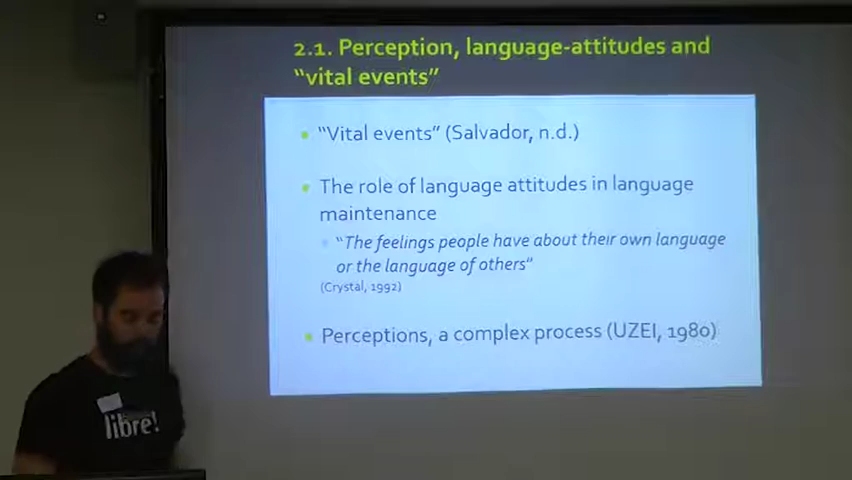 2.1. Perception, language-attitudes and
“vital events”
“Vital events” (Salvador, n.d.)
The role of language attitudes in language
maintenance
“The feelings people have about their own language
or the language of others”
(Crystal, 1992)
Perceptions, a complex process (UZEI, 1980)
libre!